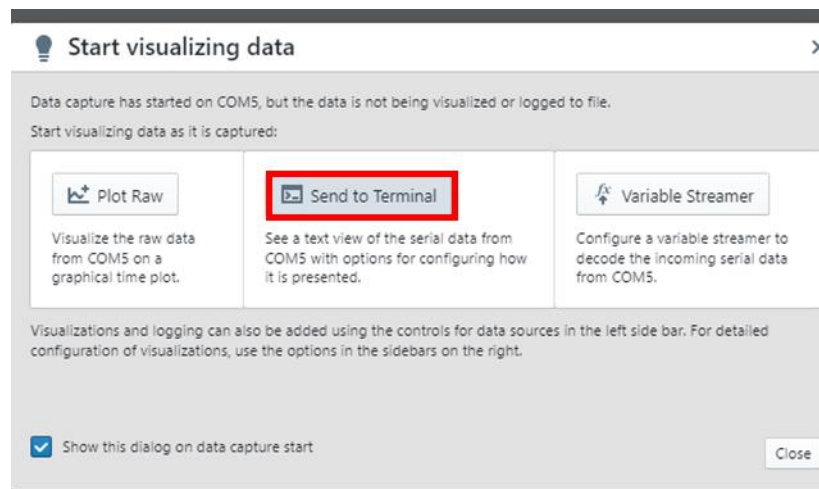 Start visualizing data
Data capture has started on COM5, but the data is not being visualized or logged to file.
Start visualizing data as it is captured:
Plot Raw
Visualize the raw data
from COM5 on a
graphical time plot.
Send to Terminal
See a text view of the serial data from
COM5 with options for configuring how
it is presented.
Variable Streamer
Configure a variable streamer to
decode the incoming serial data
from COM5.
Visualizations and logging can also be added using the controls for data sources in the left side bar. For detailed
configuration of visualizations, use the options in the sidebars on the right.
Show this dialog on data capture start
Close